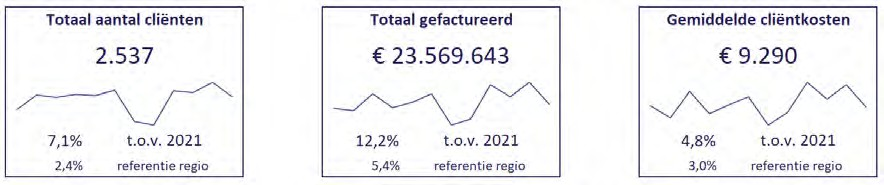 Totaal aantal cliënten
2.537
7,1% t.o.v. 2021
2,4% referentie regio
Totaal gefactureerd
€ 23.569.643
12,2% t.o.v. 2021
5,4% referentie regio
Gemiddelde cliëntkosten
€ 9.290
4,8% t.o.v. 2021
3,0% referentie regio